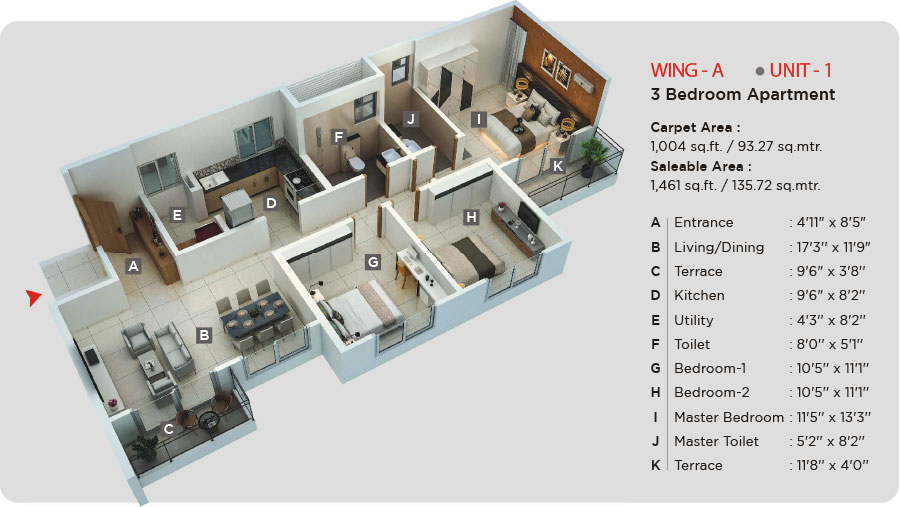 WING - A ● UNIT - 1
3 Bedroom Apartment
Carpet Area :
1,004 sq.ft. / 93.27 sq.mtr.
Saleable Area :
1,461 sq.ft. / 135.72 sq.mtr.
A Entrance : 4'11" x 8'5"
B Living/Dining : 17'3'' x 11'9"
C Terrace : 9'6" x 3'8''
D Kitchen : 9'6" x 8'2''
E Utility : 4'3'' x 8'2''
F Toilet : 8'0'' x 5'1''
G Bedroom-1 : 10'5'' x 11'1''
H Bedroom-2 : 10'5'' x 11'1''
I Master Bedroom : 11'5'' x 13'3''
J Master Toilet : 5'2'' x 8'2''
K Terrace : 11'8'' x 4'0''
J
I
F
K
E
D
H
A
G
B
C